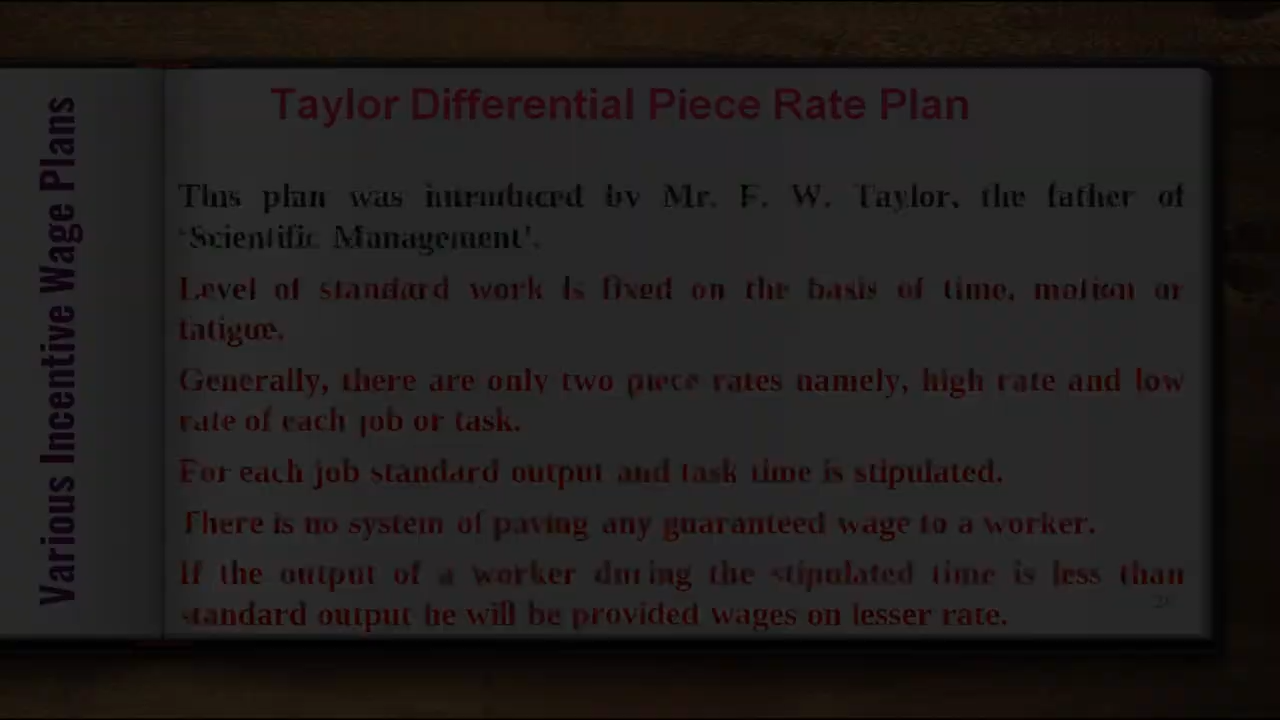 Various Incentive Wage Plans
Taylor Differential Piece Rate Plan
This plan was introduced by Mr. F. W. Taylor, the father of
'Scientific Management'.
Level of standard work is fixed on the basis of time, motion or
fatigue.
Generally, there are only two piece rates namely, high rate and low
rate of each job or task.
For each job standard output and task time is stipulated.
There is no system of paying any guaranteed wage to a worker.
If the output of a worker during the stipulated time is less than
standard output he will be provided wages on lesser rate.